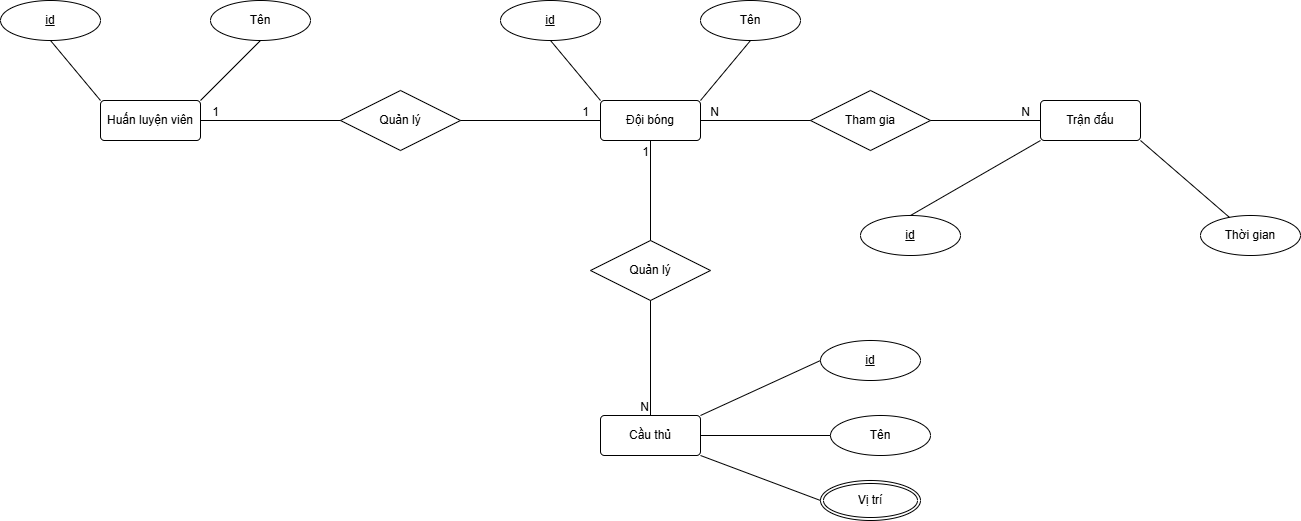 id
Tên
id
Tên
Huấn luyện viên
1
Quản lý
1
Đội bóng
N
Tham gia
N
Trận đấu
1
id
Thời gian
Quản lý
id
N
Cầu thủ
Tên
Vị trí